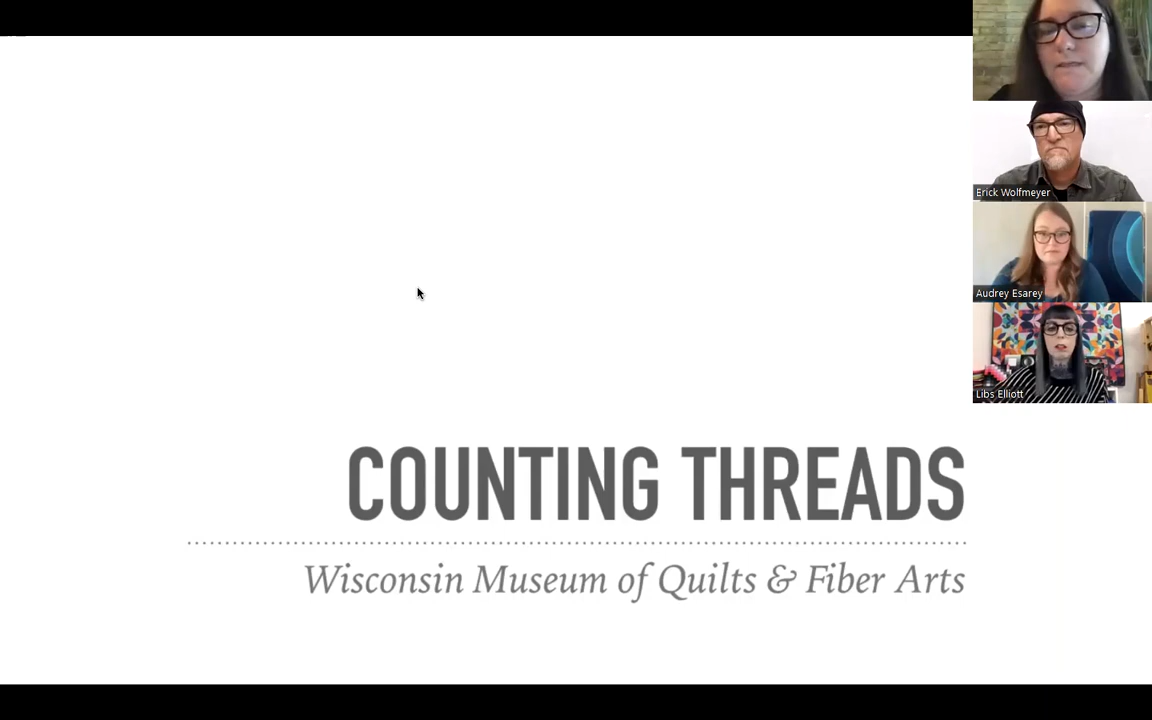 COUNTING THREADS
Wisconsin Museum of Quilts & Fiber Arts
Erick Wolfmeyer
Audrey Esarey
Libs Elliott